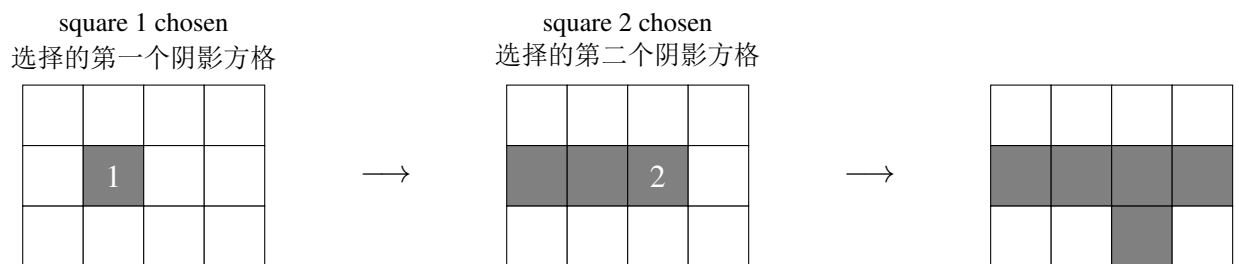 square 1 chosen
选择的第一个阴影方格
square 2 chosen
选择的第二个阴影方格
1
2